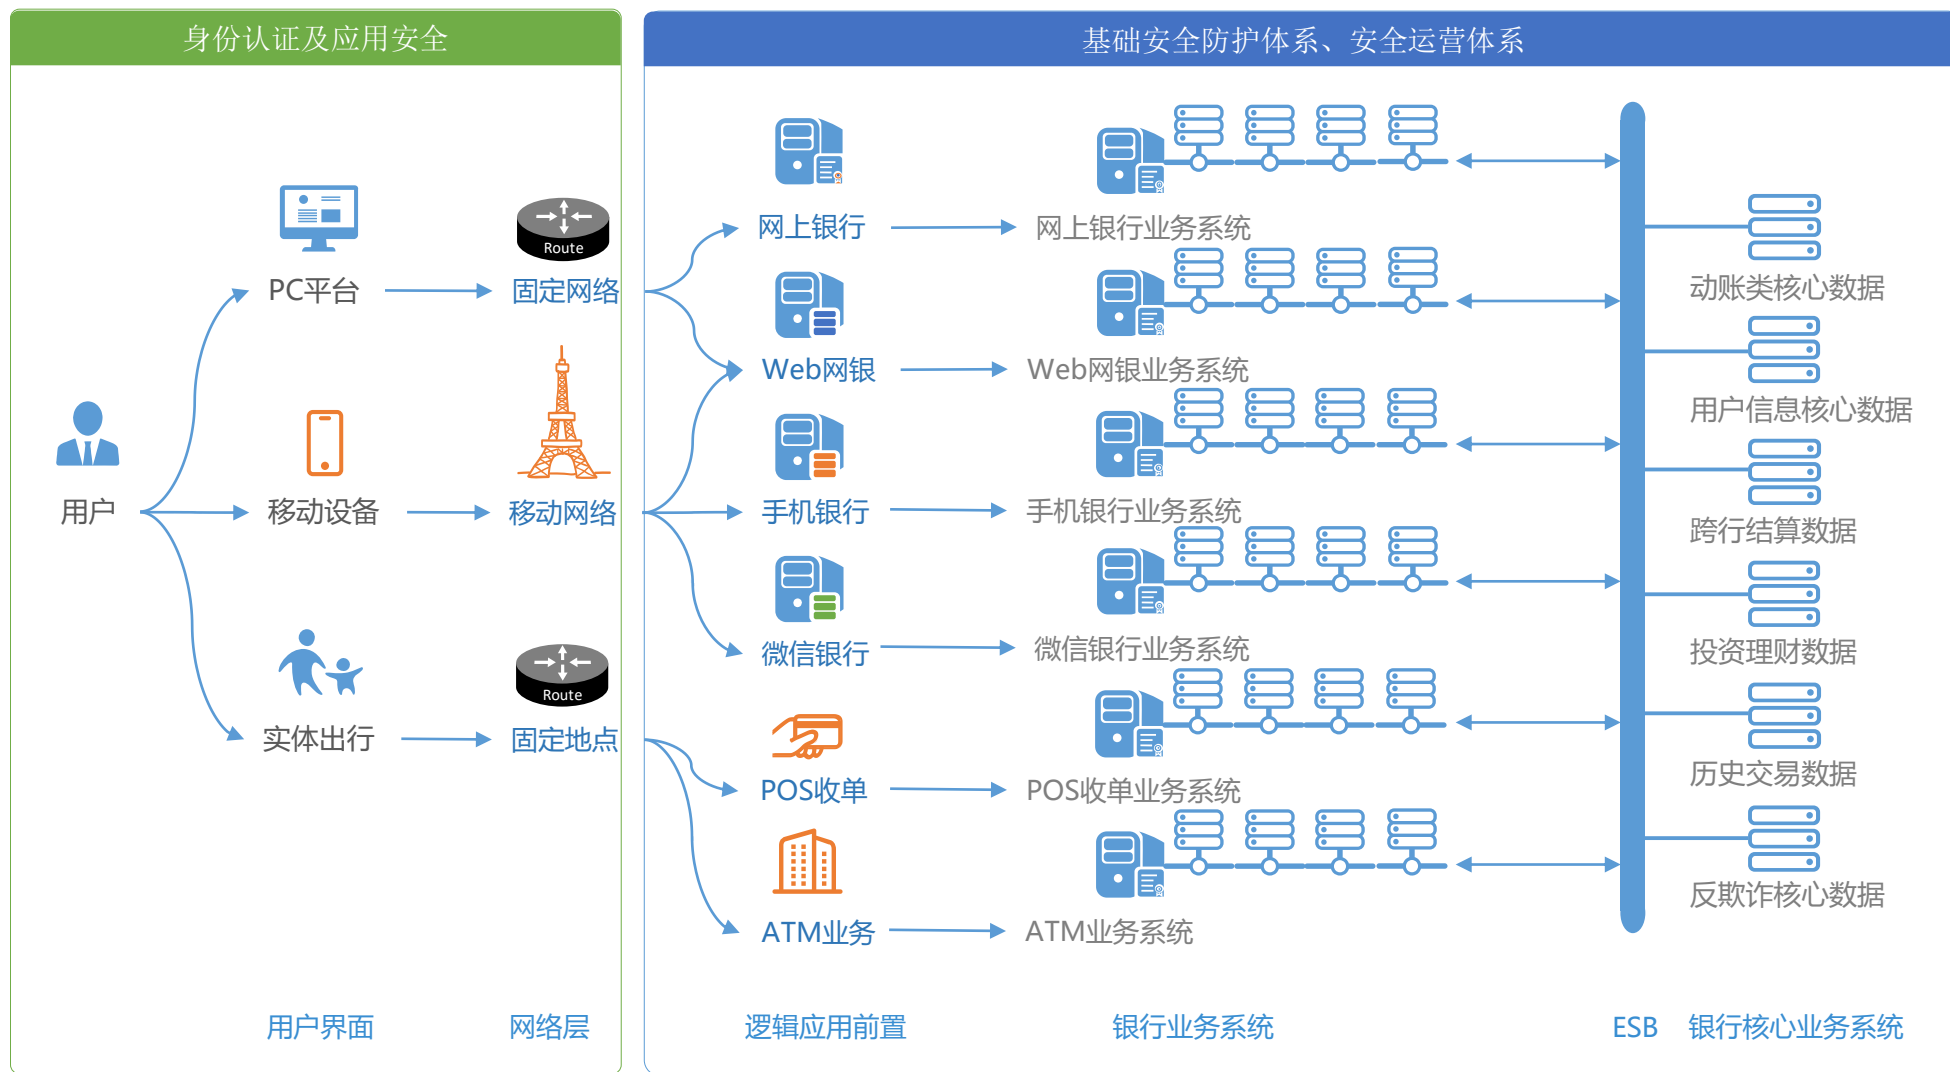 身份认证及应用安全
基础安全防护体系、安全运营体系
Route
网上银行
网上银行业务系统
PC平台
固定网络
动账类核心数据
Web网银
Web网银业务系统
用户信息核心数据
用户
移动设备
移动网络
手机银行
手机银行业务系统
跨行结算数据
微信银行
微信银行业务系统
投资理财数据
Route
实体出行
固定地点
POS收单
POS收单业务系统
历史交易数据
ATM业务
ATM业务系统
反欺诈核心数据
用户界面
网络层
逻辑应用前置
银行业务系统
ESB
银行核心业务系统